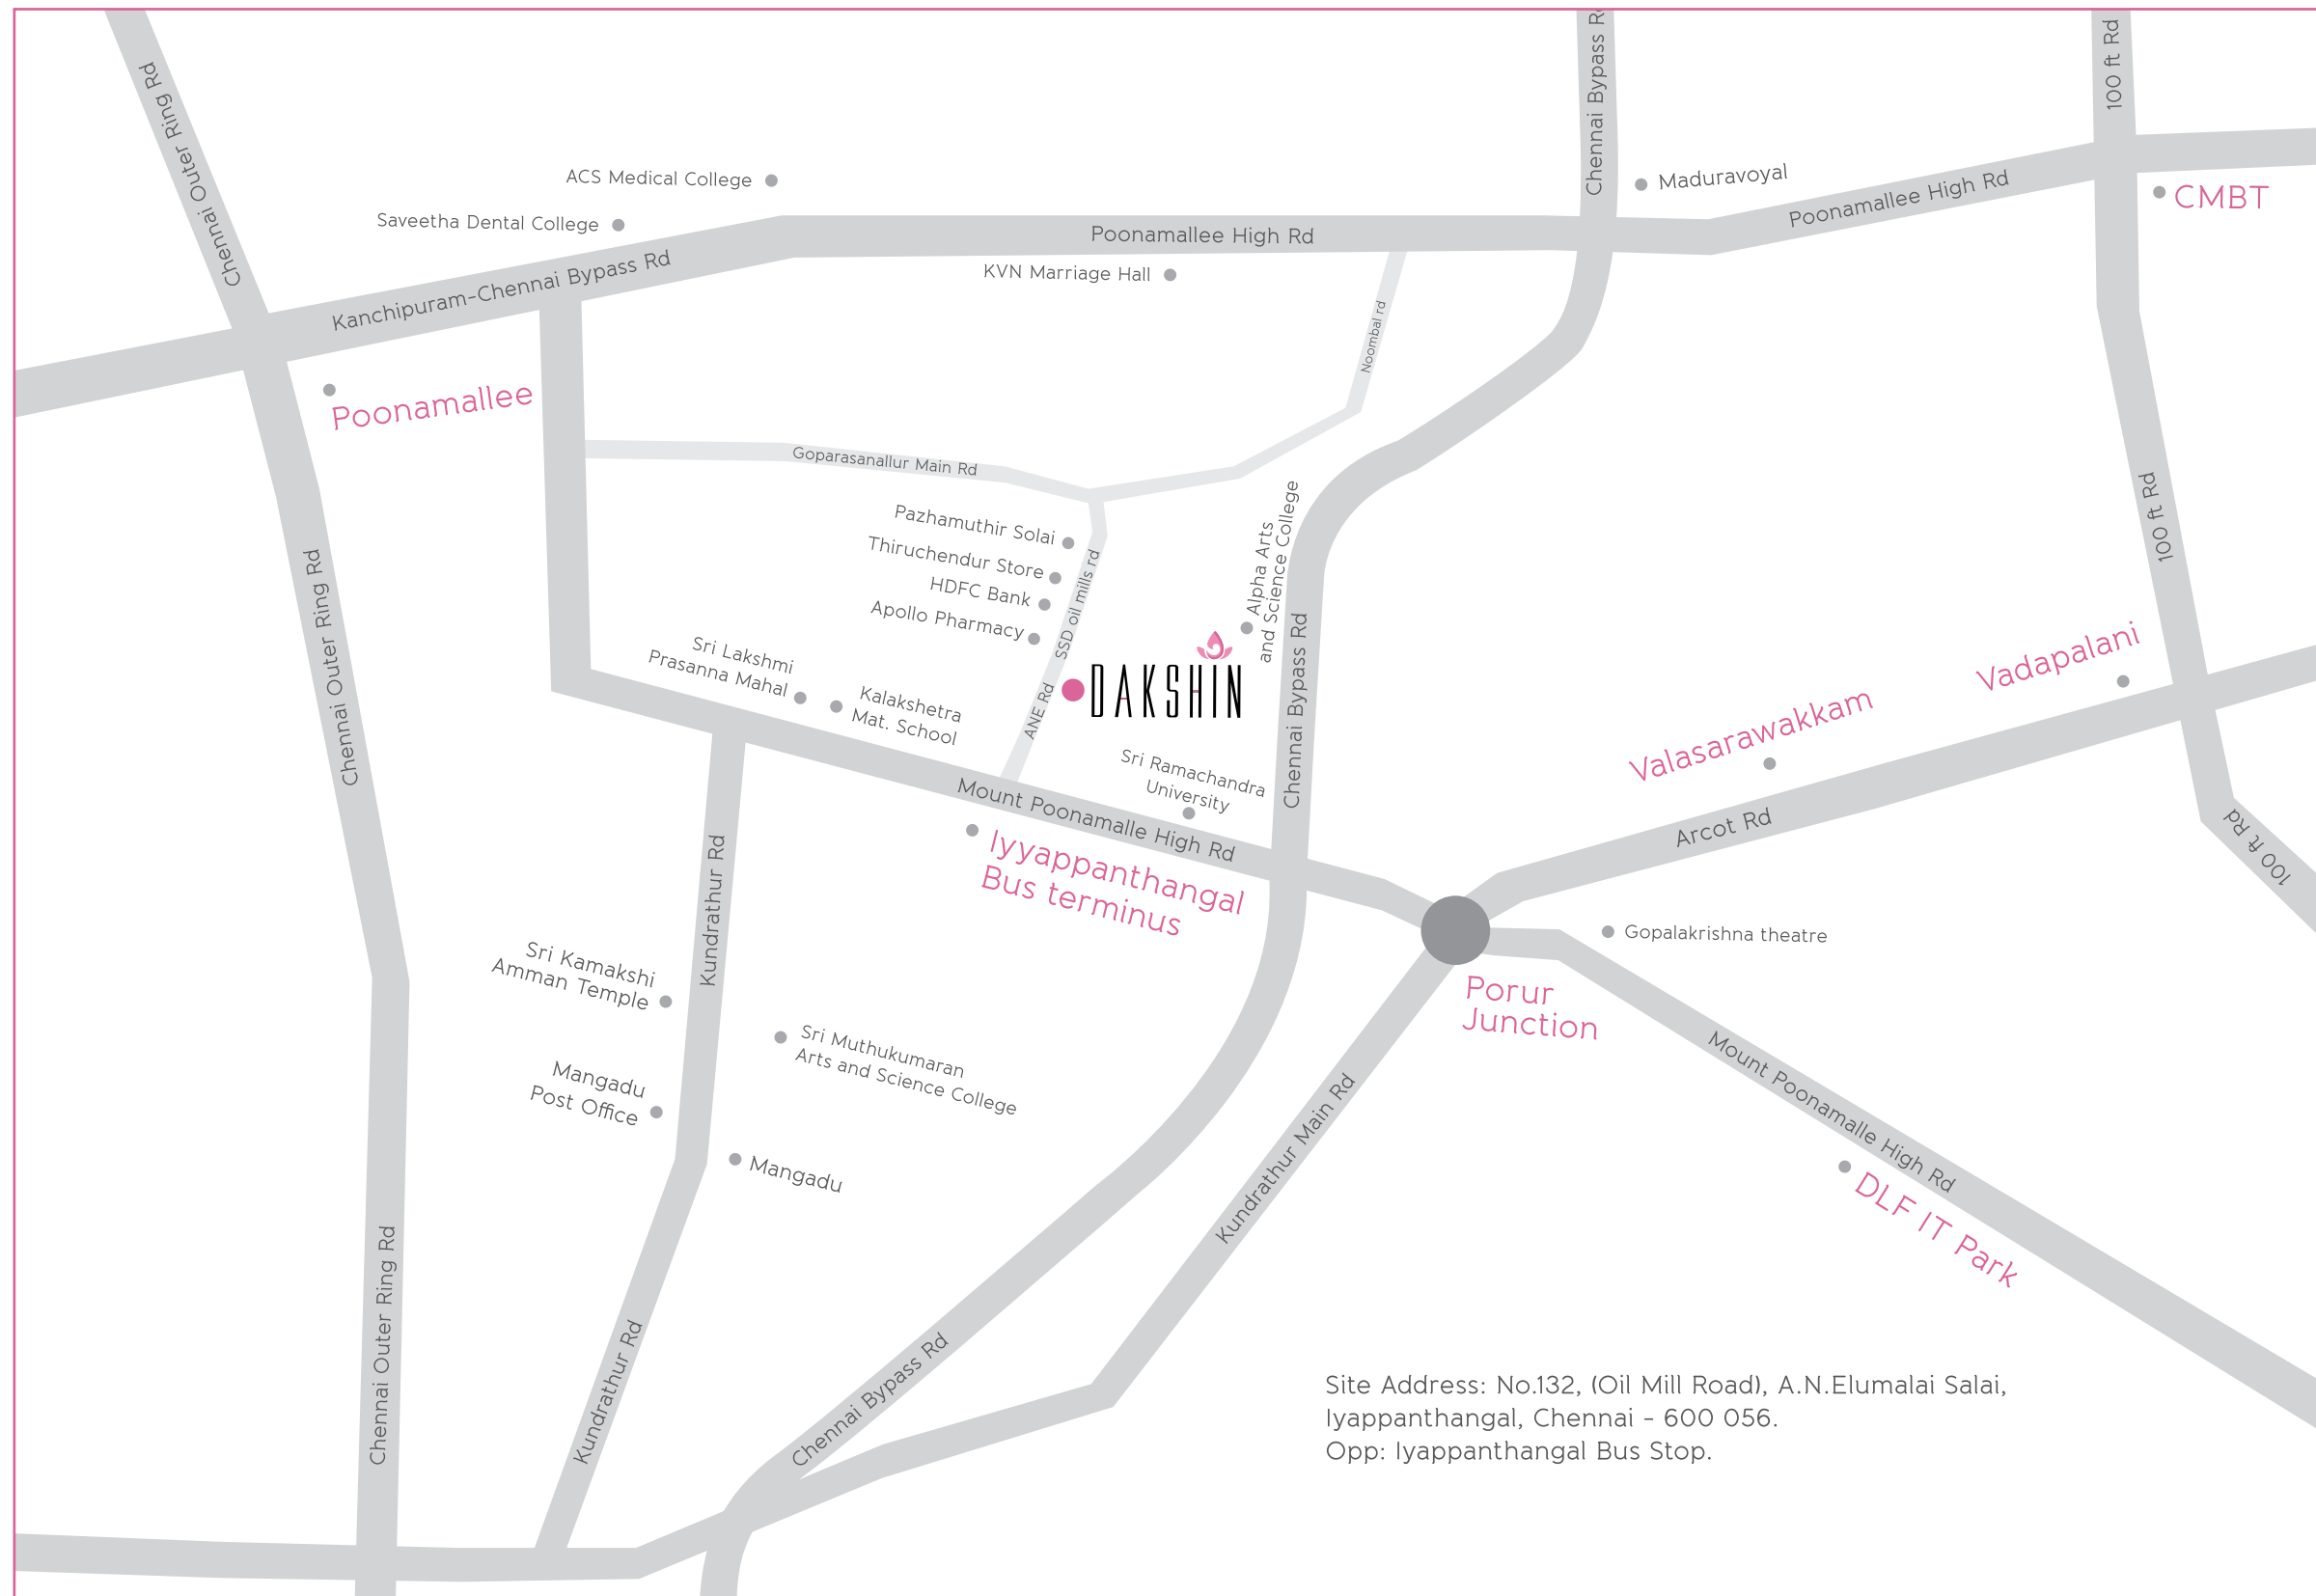 Chennai Outer Ring Rd
Chennai Bypass Rd
100 ft Rd
ACS Medical College
Saveetha Dental College
Kanchipuram-Chennai Bypass Rd
Poonamallee High Rd
KVN Marriage Hall
Maduravoyal
Poonamallee High Rd
CMBT
Noombal rd
Poonamallee
Goparasanallur Main Rd
Pazhamuthir Solai
Thiruchendur Store
HDFC Bank
Apollo Pharmacy
SSD oil mills rd
ANE Rd
Alpha Arts
and Science College
DAKSHIN
Sri Lakshmi
Prasanna Mahal
Kalakshetra
Mat. School
Chennai Outer Ring Rd
Chennai Bypass Rd
100 ft Rd
Vadapalani
Valasarawakkam
Arcot Rd
100 ft Rd
Sri Ramachandra
University
Mount Poonamalle High Rd
Iyyappanthangal
Bus terminus
Kundrathur Rd
Gopalakrishna theatre
Porur
Junction
Sri Kamakshi
Amman Temple
Sri Muthukumaran
Arts and Science College
Mangadu
Post Office
Mangadu
Mount Poonamalle High Rd
DLF IT Park
Kundrathur Main Rd
Chennai Outer Ring Rd
Kundrathur Rd
Chennai Bypass Rd
Site Address: No.132, (Oil Mill Road), A.N.Elumalai Salai,
Iyappanthangal, Chennai - 600 056.
Opp: Iyappanthangal Bus Stop.